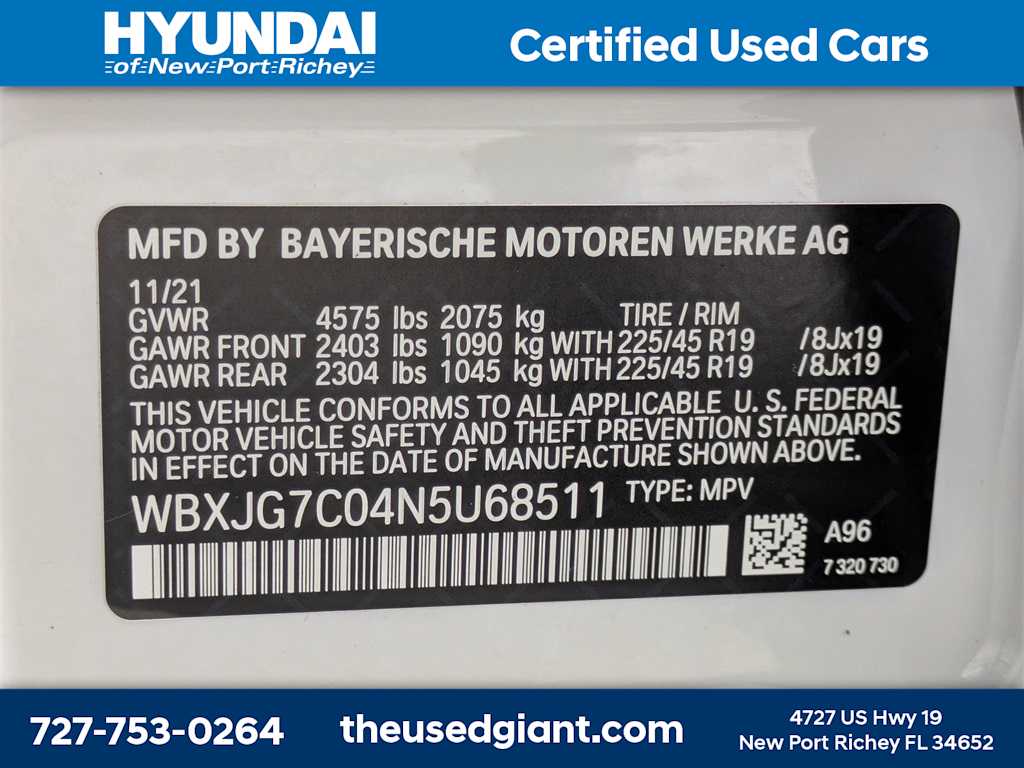 HYUNDAI
of New Port Richey
Certified Used Cars
MFD BY BAYERISCHE MOTOREN WERKE AG
11/21
GVWR 4575 lbs 2075 kg TIRE / RIM
GAWR FRONT 2403 lbs 1090 kg WITH 225/45 R19 /8Jx19
GAWR REAR 2304 lbs 1045 kg WITH 225/45 R19 /8Jx19
THIS VEHICLE CONFORMS TO ALL APPLICABLE U. S. FEDERAL
MOTOR VEHICLE SAFETY AND THEFT PREVENTION STANDARDS
IN EFFECT ON THE DATE OF MANUFACTURE SHOWN ABOVE.
WBXJG7C04N5U68511 TYPE: MPV
A96
7 320 730
727-753-0264
theusedgiant.com
4727 US Hwy 19
New Port Richey FL 34652